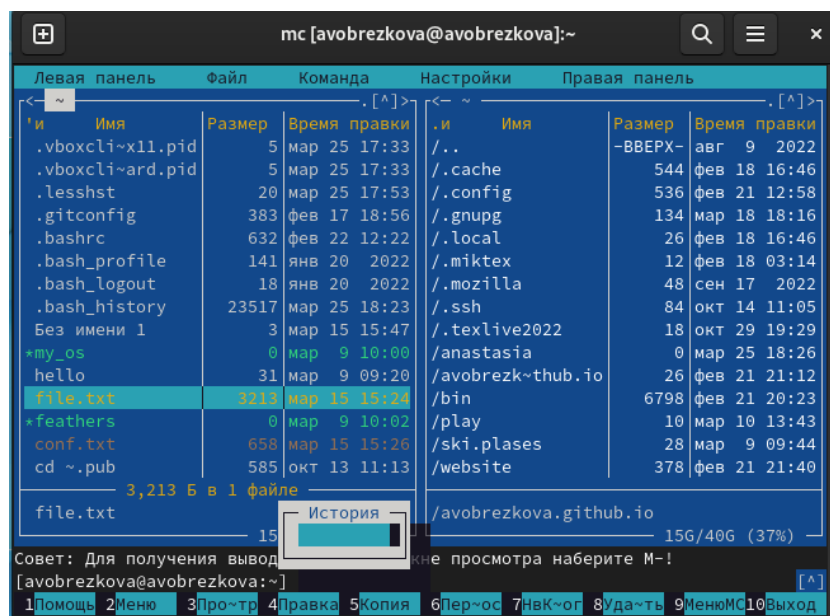 mc [avobrezkova@avobrezkova]:~
Левая панель Файл Команда Настройки Правая панель
<— ~ .[^]> <— ~ .[^]>
'и Имя Размер Время правки .и Имя Размер Время правки
.vboxcli~x11.pid 5 мар 25 17:33 /.. -ВВЕРХ- авг 9 2022
.vboxcli~ard.pid 5 мар 25 17:33 /.cache 544 фев 18 16:46
.lesshst 20 мар 25 17:53 /.config 536 фев 21 12:58
.gitconfig 383 фев 17 18:56 /.gnupg 134 мар 18 18:16
.bashrc 632 фев 22 12:22 /.local 26 фев 18 16:46
.bash_profile 141 янв 20 2022 /.miktex 12 фев 18 03:14
.bash_logout 18 янв 20 2022 /.mozilla 48 сен 17 2022
.bash_history 23517 мар 25 18:23 /.ssh 84 окт 14 11:05
Без имени 1 3 мар 15 15:47 /.texlive2022 18 окт 29 19:29
*my_os 0 мар 9 10:00 /anastasia 0 мар 25 18:26
hello 31 мар 9 09:20 /avobrezk~thub.io 26 фев 21 21:12
file.txt 3213 мар 15 15:24 /bin 6798 фев 21 20:23
*feathers 0 мар 9 10:02 /play 10 мар 10 13:43
conf.txt 658 мар 15 15:26 /ski.plases 28 мар 9 09:44
cd ~.pub 585 окт 13 11:13 /website 378 фев 21 21:40
3,213 Б в 1 файле
file.txt История /avobrezkova.github.io
15 15G/40G (37%)
Совет: Для получения вывод кне просмотра наберите M-!
[avobrezkova@avobrezkova:~] [^]
1Помощь 2Меню 3Про~тр 4Правка 5Копия 6Пер~ос 7НвК~ог 8Уда~ть 9МенюMC 10Выход